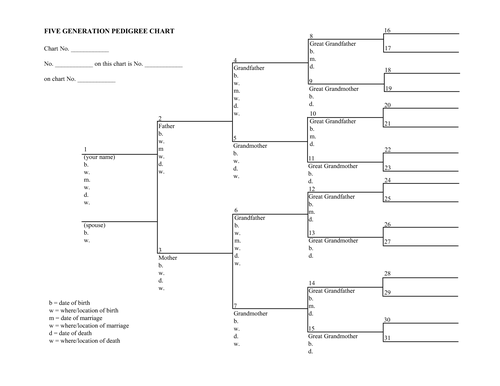 FIVE GENERATION PEDIGREE CHART
Chart No. ____________
No. ____________ on this chart is No. ____________
on chart No. ____________
1
(your name)
b.
w.
m.
w.
d.
w.
(spouse)
b.
w.
2
Father
b.
w.
m
w.
d.
w.
3
Mother
b.
w.
d.
w.
4
Grandfather
b.
w.
m.
w.
d.
w.
5
Grandmother
b.
w.
d.
w.
6
Grandfather
b.
w.
m.
w.
d.
w.
7
Grandmother
b.
w.
d.
w.
8
Great Grandfather
b.
m.
d.
9
Great Grandmother
b.
d.
10
Great Grandfather
b.
m.
d.
11
Great Grandmother
b.
d.
12
Great Grandfather
b.
m.
d.
13
Great Grandmother
b.
d.
14
Great Grandfather
b.
m.
d.
15
Great Grandmother
b.
d.
16
17
18
19
20
21
22
23
24
25
26
27
28
29
30
31
b = date of birth
w = where/location of birth
m = date of marriage
w = where/location of marriage
d = date of death
w = where/location of death